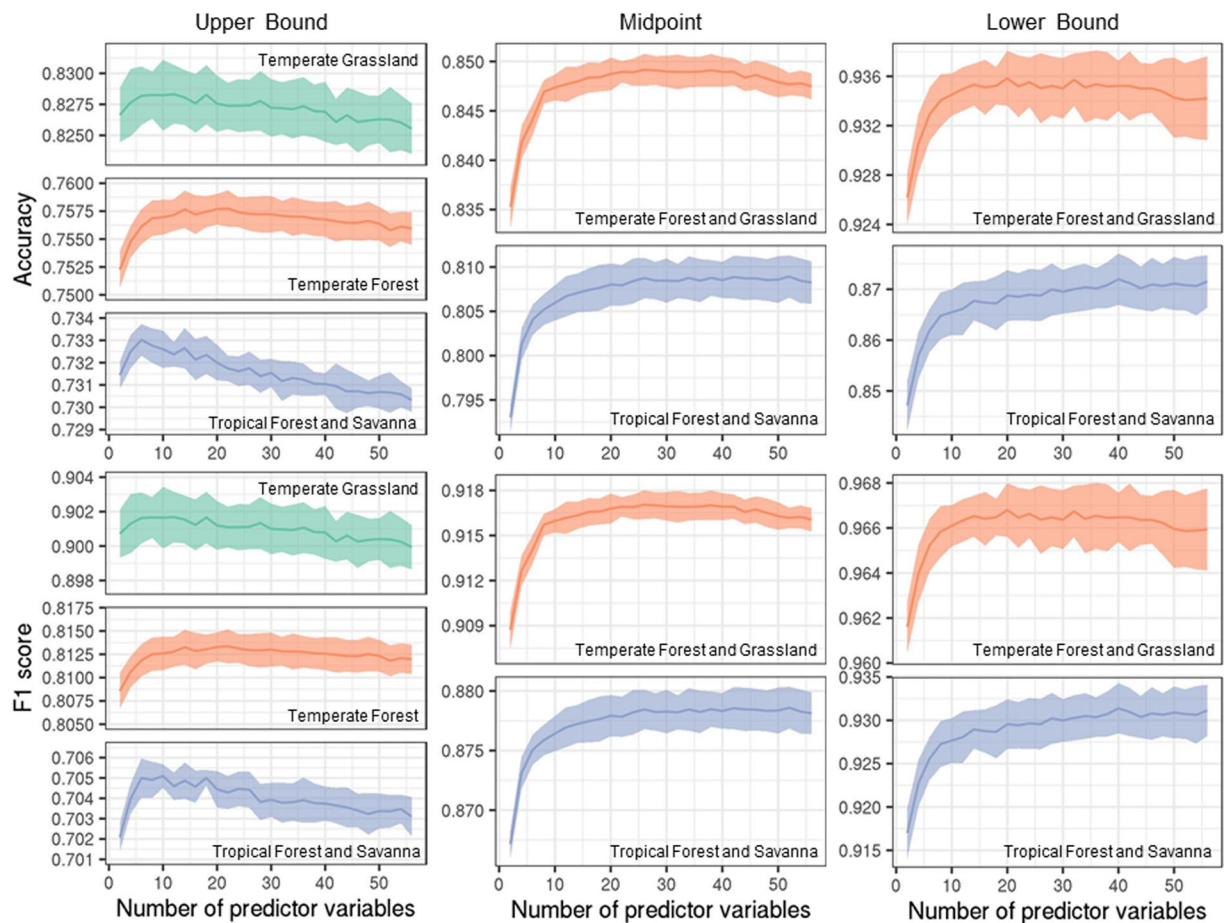 Upper Bound
Midpoint
Lower Bound
Accuracy
0.8300
0.8275
0.8250
Temperate Grassland
0.7600
0.7575
0.7550
0.7525
0.7500
Temperate Forest
0.734
0.733
0.732
0.731
0.730
0.729
Tropical Forest and Savanna
0 10 20 30 40 50
0.850
0.845
0.840
0.835
Temperate Forest and Grassland
0.810
0.805
0.800
0.795
Tropical Forest and Savanna
0 10 20 30 40 50
0.936
0.932
0.928
0.924
Temperate Forest and Grassland
0.87
0.86
0.85
Tropical Forest and Savanna
0 10 20 30 40 50
F1 score
0.904
0.902
0.900
0.898
Temperate Grassland
0.8175
0.8150
0.8125
0.8107
0.8075
0.8050
Temperate Forest
0.706
0.705
0.704
0.703
0.702
0.701
Tropical Forest and Savanna
0 10 20 30 40 50
Number of predictor variables
0.918
0.915
0.912
0.909
Temperate Forest and Grassland
0.880
0.875
0.870
Tropical Forest and Savanna
0 10 20 30 40 50
Number of predictor variables
0.968
0.966
0.964
0.962
0.960
Temperate Forest and Grassland
0.935
0.930
0.925
0.920
0.915
Tropical Forest and Savanna
0 10 20 30 40 50
Number of predictor variables